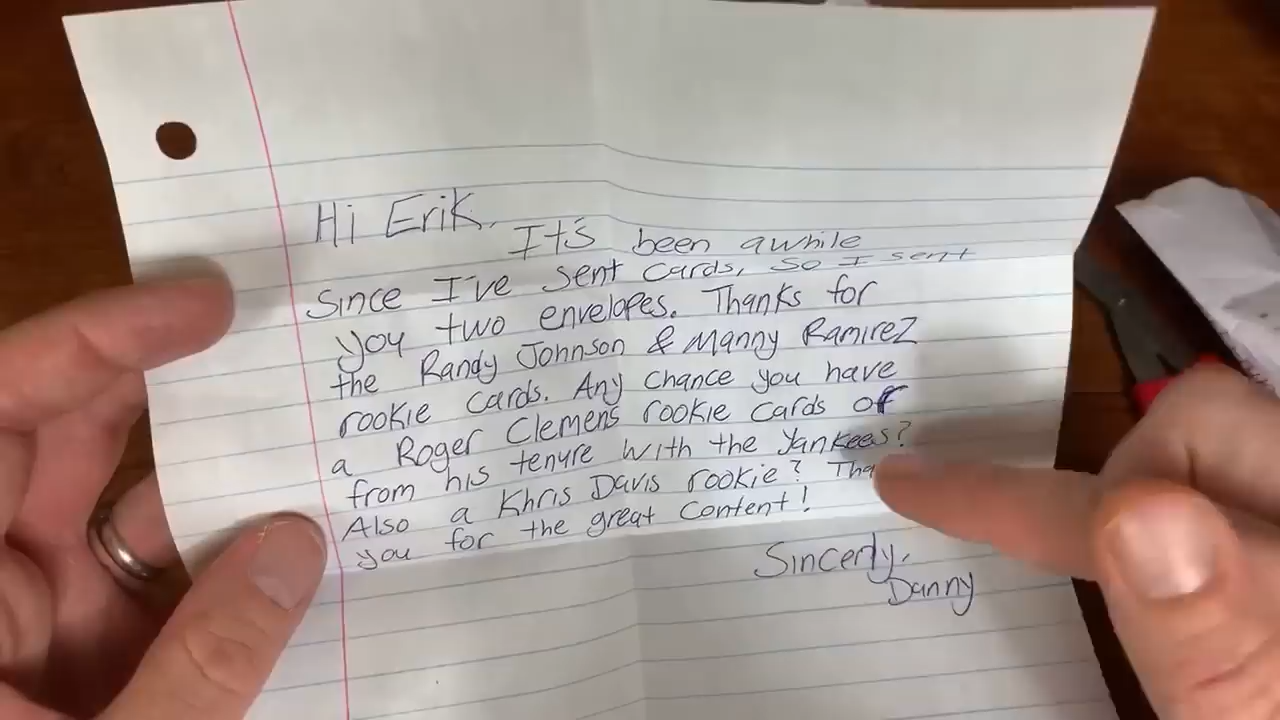 Hi Erik,
It's been awhile
Since I've sent cards, so I sent
you two envelopes. Thanks for
the Randy Johnson & Manny Ramirez
rookie cards. Any chance you have
a Roger Clemens rookie cards of
from his tenure with the Yankees?
Also a Khris Davis rookie?
you for the great content!
Sincerly,
Danny